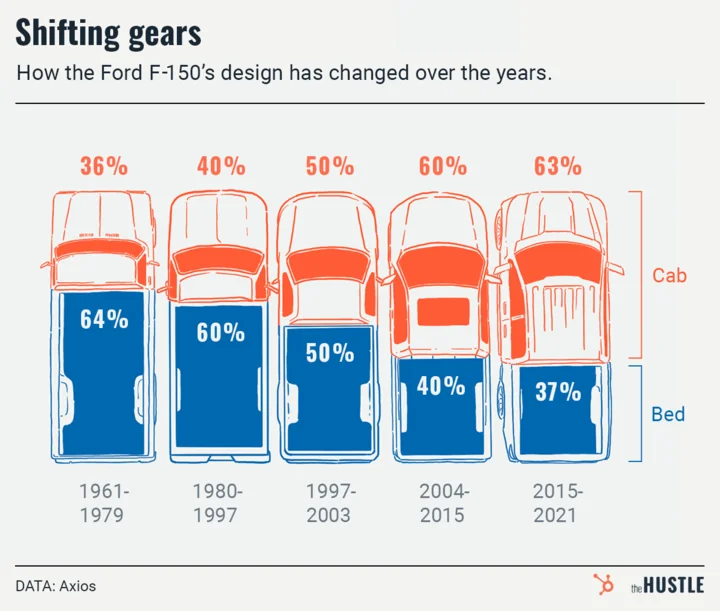 Shifting gears
How the Ford F-150's design has changed over the years.
36% 40% 50% 60% 63%
Cab
64% 60% 50% 40% 37%
Bed
1961-1979
1980-1997
1997-2003
2004-2015
2015-2021
DATA: Axios
the HUSTLE